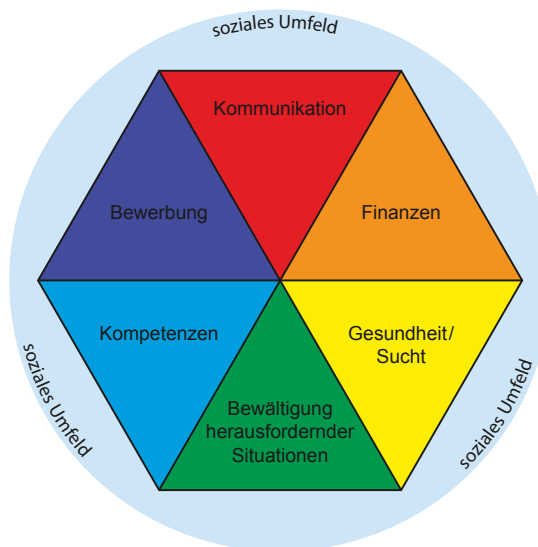 soziales Umfeld
Kommunikation
Bewerbung
Finanzen
Kompetenzen
Gesundheit/
Sucht
Bewältigung
herausfordernder
Situationen
soziales Umfeld
soziales Umfeld